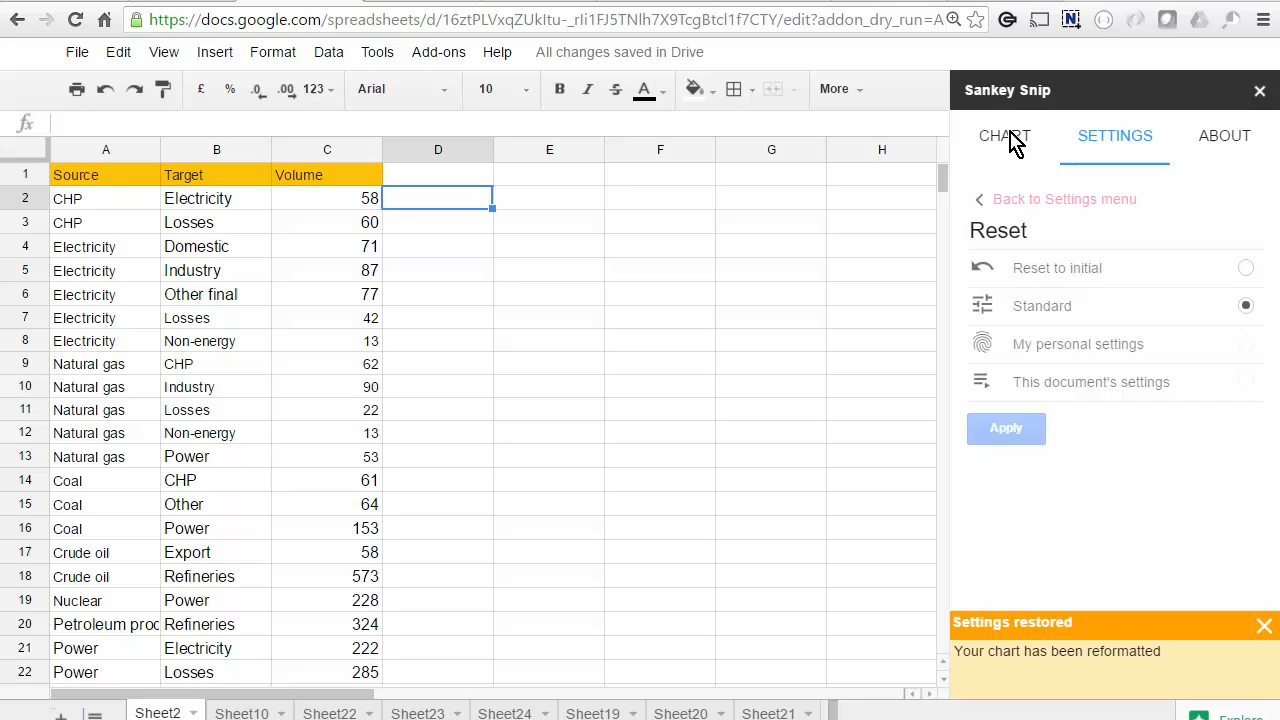 https://docs.google.com/spreadsheets/d/16ztPLVxqZUkItu-_rIi1FJ5TNlh7X9TcgBtcl1f7CTY/edit?addon_dry_run=A
File Edit View Insert Format Data Tools Add-ons Help All changes saved in Drive
£ % .0 .00 123 Arial 10 B I S A More
Sankey Snip
fx
CHART SETTINGS ABOUT
A B C D E F G H
1 Source Target Volume
2 CHP Electricity 58
3 CHP Losses 60
4 Electricity Domestic 71
5 Electricity Industry 87
6 Electricity Other final 77
7 Electricity Losses 42
8 Electricity Non-energy 13
9 Natural gas CHP 62
10 Natural gas Industry 90
11 Natural gas Losses 22
12 Natural gas Non-energy 13
13 Natural gas Power 53
14 Coal CHP 61
15 Coal Other 64
16 Coal Power 153
17 Crude oil Export 58
18 Crude oil Refineries 573
19 Nuclear Power 228
20 Petroleum proc Refineries 324
21 Power Electricity 222
22 Power Losses 285
Back to Settings menu
Reset
Reset to initial
Standard
My personal settings
This document's settings
Apply
Settings restored
Your chart has been reformatted
Sheet2 Sheet10 Sheet22 Sheet23 Sheet24 Sheet19 Sheet20 Sheet21
Explore